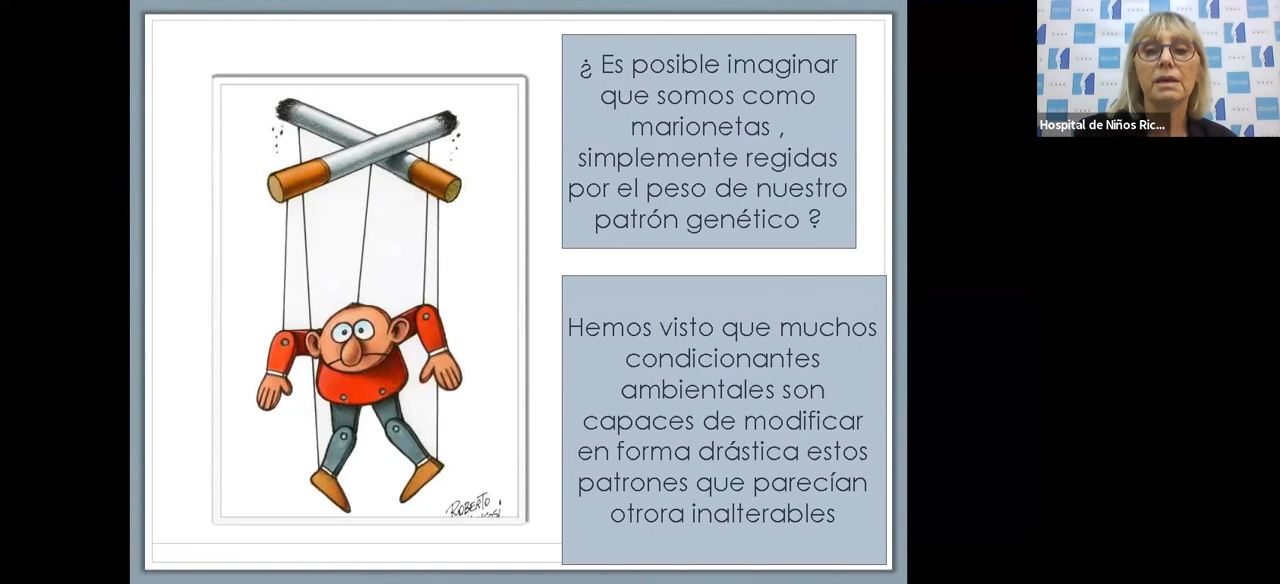 ¿ Es posible imaginar
que somos como
marionetas ,
simplemente regidas
por el peso de nuestro
patrón genético ?
Hemos visto que muchos
condicionantes
ambientales son
capaces de modificar
en forma drástica estos
patrones que parecían
otrora inalterables
ROBERTO
Hospital de Niños Ric...